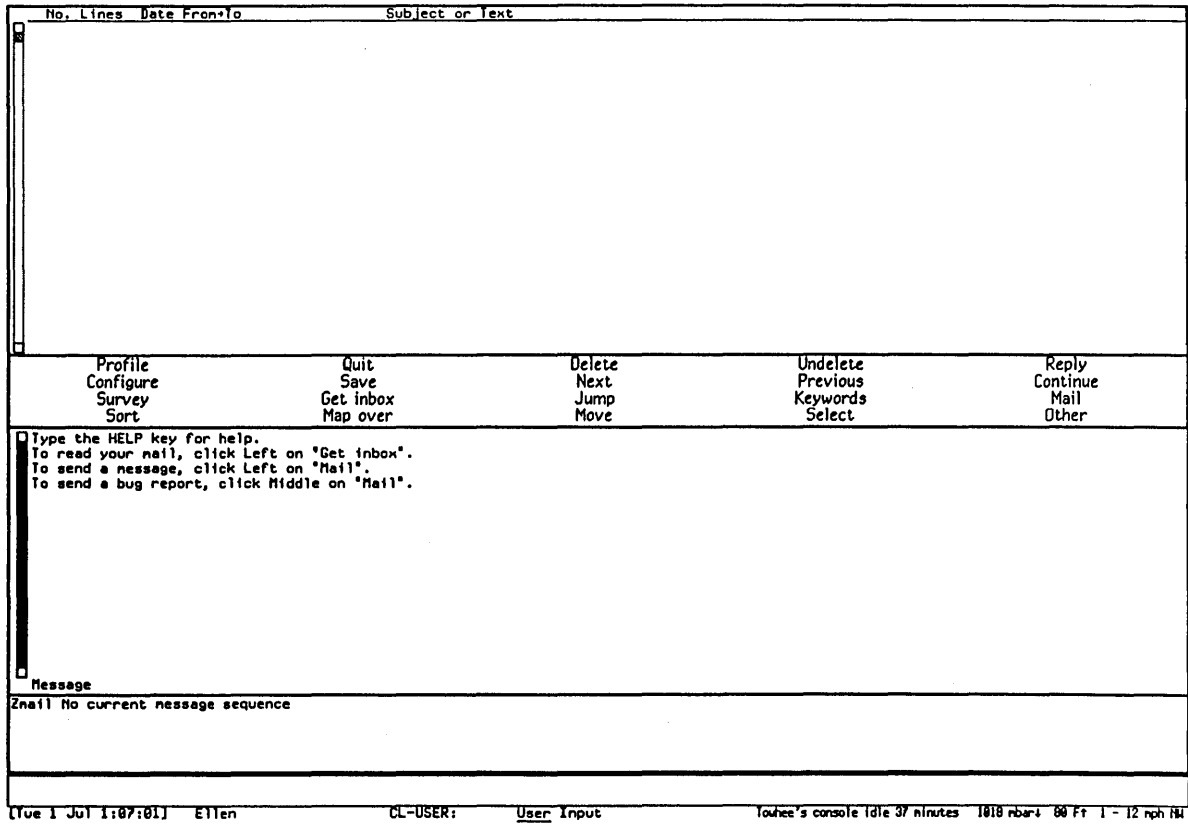 No. Lines Date From→To Subject or Text
Profile Quit Delete Undelete Reply
Configure Save Next Previous Continue
Survey Get inbox Jump Keywords Mail
Sort Map over Move Select Other
Type the HELP key for help.
To read your mail, click Left on "Get inbox".
To send a message, click Left on "Mail".
To send a bug report, click Middle on "Mail".
Message
Zmail No current message sequence
[Tue 1 Jul 1:07:01] Ellen CL-USER: User Input Towhee's console idle 37 minutes 1018 mbar↓ 80 Ft 1 - 12 mph NW